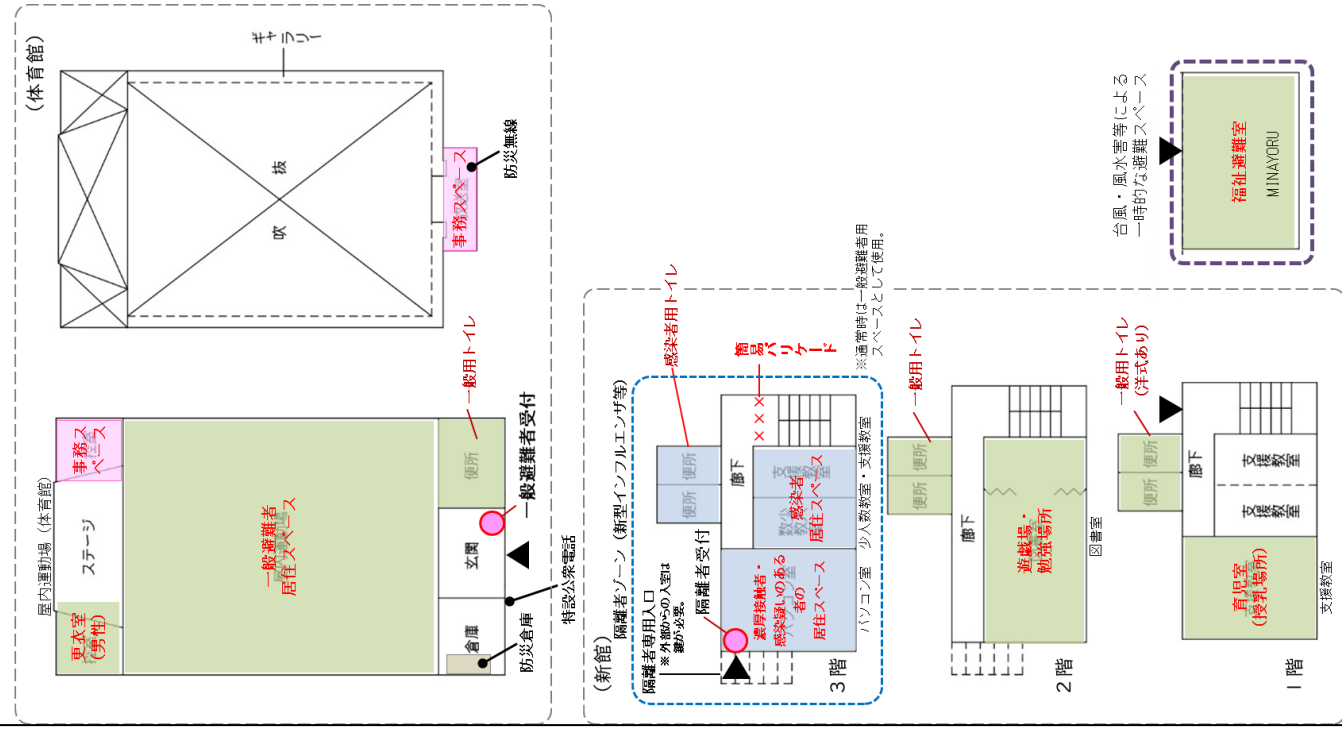 （体育館）
ギャラリー
吹　抜
事務スペース
防災無線
屋内運動場（体育館）
更衣室
（男性）
ステージ
事務ス
ペース
一般避難者
居住スペース
倉庫
玄関
便所
一般用トイレ
一般避難者受付
特設公衆電話
防災倉庫
（新館）
隔離者ゾーン（新型インフルエンザ等）
隔離者専用入口
※外部からの入室は
鍵が必要。
隔離者受付
感染者用トイレ
便所
便所
廊下
簡易
バリケード
濃厚接触者・
感染疑いのある
者の
居住スペース
感染者
居住スペース
パソコン室
少人数教室・支援教室
※通常時は一般避難者用
スペースとして使用。
3階
一般用トイレ
便所
便所
廊下
遊戯場・
勉強場所
図書室
2階
一般用トイレ
（洋式あり）
便所
便所
廊下
育児室
（授乳場所）
支援
教室
支援
教室
支援教室
1階
台風・風水害等による
一時的な避難スペース
福祉避難室
MINAYORU